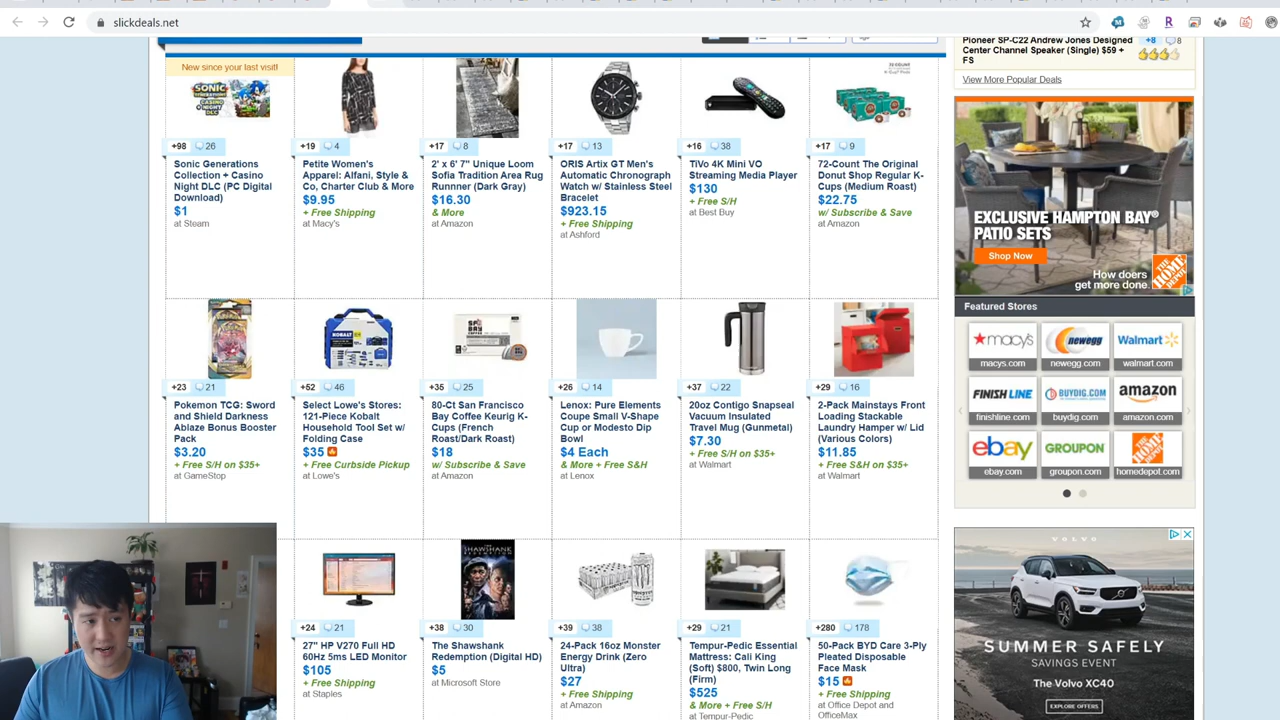 slickdeals.net
New since your last visit!
+98 26
Sonic Generations
Collection + Casino
Night DLC (PC Digital
Download)
$1
at Steam
+19 4
Petite Women's
Apparel: Alfani, Style &
Co, Charter Club & More
$9.95
+ Free Shipping
at Macy's
+17 8
2' x 6' 7" Unique Loom
Sofia Tradition Area Rug
Runnner (Dark Gray)
$16.30
& More
at Amazon
+17 13
ORIS Artix GT Men's
Automatic Chronograph
Watch w/ Stainless Steel
Bracelet
$923.15
+ Free Shipping
at Ashford
+16 38
TiVo 4K Mini VO
Streaming Media Player
$130
+ Free S/H
at Best Buy
+17 9
72-Count The Original
Donut Shop Regular K-
Cups (Medium Roast)
$22.75
w/ Subscribe & Save
at Amazon
+23 21
Pokemon TCG: Sword
and Shield Darkness
Ablaze Bonus Booster
Pack
$3.20
+ Free S/H on $35+
at GameStop
+52 46
Select Lowe's Stores:
121-Piece Kobalt
Household Tool Set w/
Folding Case
$35
+ Free Curbside Pickup
at Lowe's
+35 25
80-Ct San Francisco
Bay Coffee Keurig K-
Cups (French
Roast/Dark Roast)
$18
w/ Subscribe & Save
at Amazon
+26 14
Lenox: Pure Elements
Coupe Small V-Shape
Cup or Modesto Dip
Bowl
$4 Each
& More + Free S&H
at Lenox
+37 22
20oz Contigo Snapseal
Vacuum Insulated
Travel Mug (Gunmetal)
$7.30
+ Free S/H on $35+
at Walmart
+29 16
2-Pack Mainstays Front
Loading Stackable
Laundry Hamper w/ Lid
(Various Colors)
$11.85
+ Free S&H on $35+
at Walmart
+24 21
27" HP V270 Full HD
60Hz 5ms LED Monitor
$105
+ Free Shipping
at Staples
THE SHAWSHANK
REDEMPTION
+38 30
The Shawshank
Redemption (Digital HD)
$5
at Microsoft Store
+39 38
24-Pack 16oz Monster
Energy Drink (Zero
Ultra)
$27
+ Free Shipping
at Amazon
+29 21
Tempur-Pedic Essential
Mattress: Cali King
(Soft) $800, Twin Long
(Firm)
$525
& More + Free S/H
at Tempur-Pedic
+280 178
50-Pack BYD Care 3-Ply
Pleated Disposable
Face Mask
$15
+ Free Shipping
at Office Depot and
OfficeMax
Pioneer SP-C22 Andrew Jones Designed
Center Channel Speaker (Single) $59 +
FS
+8 8
View More Popular Deals
EXCLUSIVE HAMPTON BAY®
PATIO SETS
Shop Now
How doers
get more done.
Featured Stores
macys
macys.com
newegg
newegg.com
Walmart
walmart.com
FINISH LINE
finishline.com
BUYDIG.COM
buydig.com
amazon
amazon.com
ebay
ebay.com
GROUPON
groupon.com
homedepot.com
VOLVO
SUMMER SAFELY
SAVINGS EVENT
The Volvo XC40
EXPLORE OFFERS